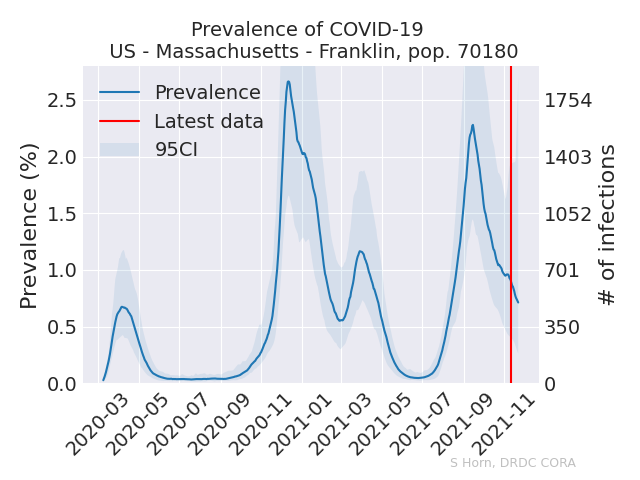 Prevalence of COVID-19
US - Massachusetts - Franklin, pop. 70180
Prevalence
Latest data
95CI
Prevalence (%)
2.5
2.0
1.5
1.0
0.5
0.0
1754
1403
1052
701
350
0
# of infections
2020-03
2020-05
2020-07
2020-09
2020-11
2021-01
2021-03
2021-05
2021-07
2021-09
2021-11
S Horn, DRDC CORA